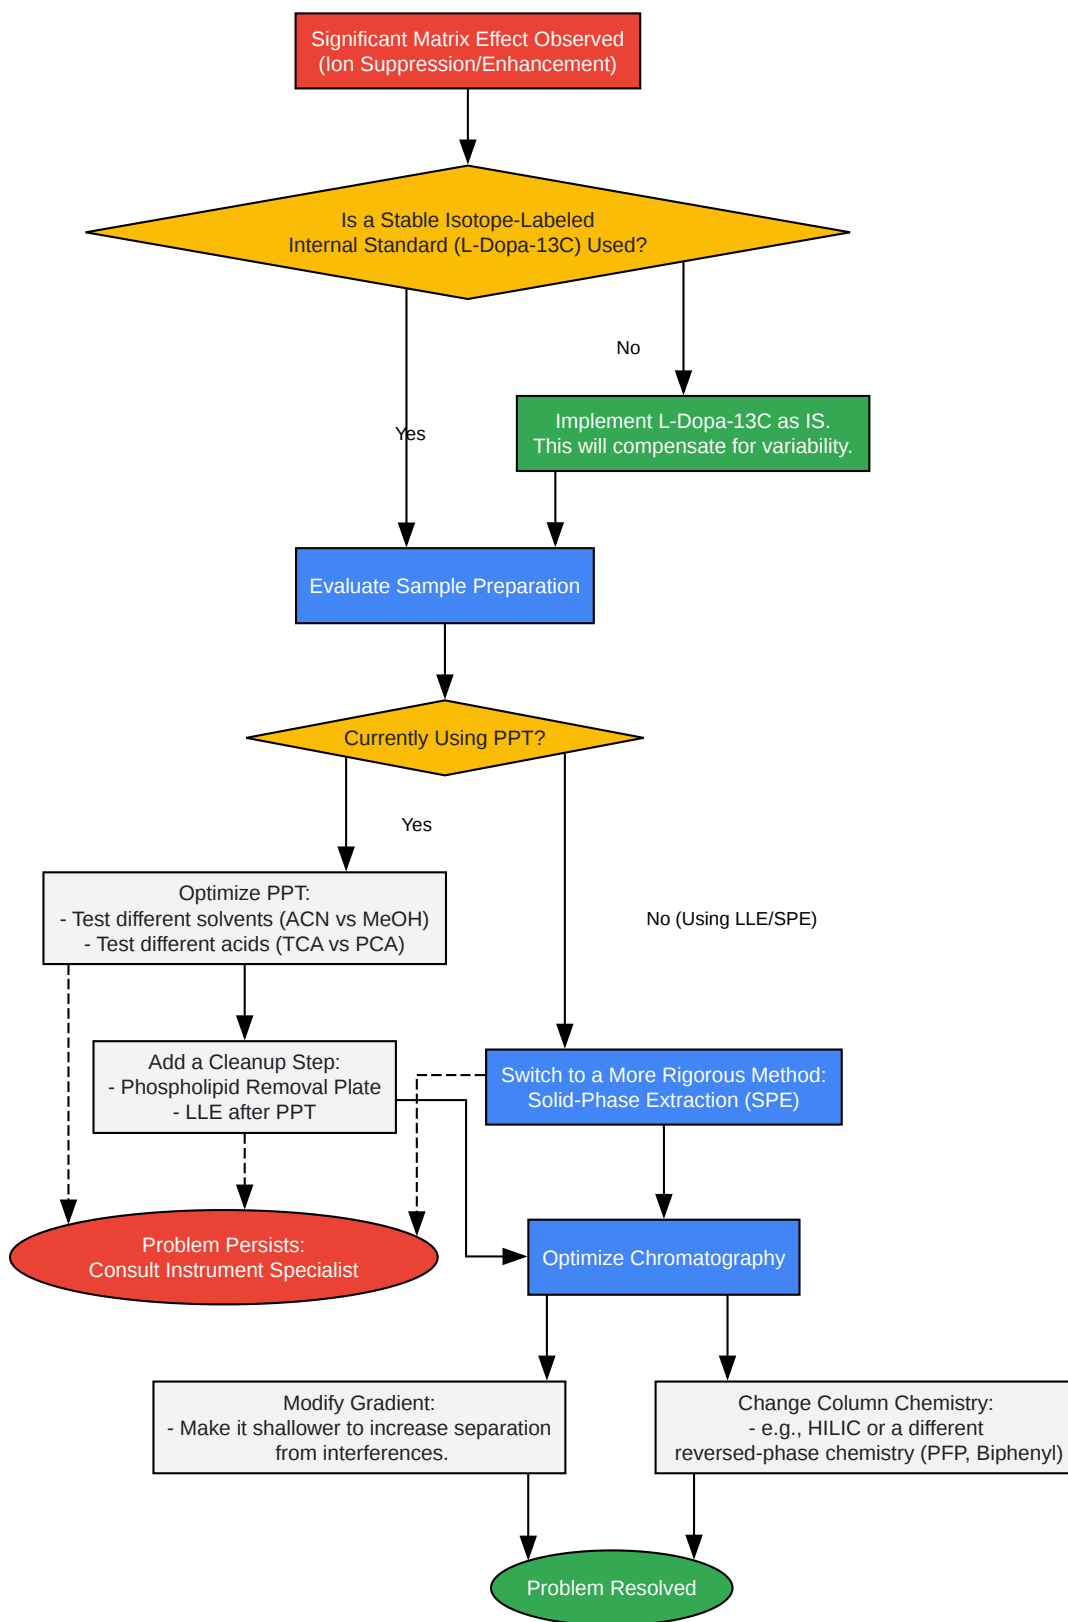 Significant Matrix Effect Observed
(Ion Suppression/Enhancement)
Is a Stable Isotope-Labeled
Internal Standard (L-Dopa-13C) Used?
No
Implement L-Dopa-13C as IS.
This will compensate for variability.
Yes
Evaluate Sample Preparation
Currently Using PPT?
Yes
Optimize PPT:
- Test different solvents (ACN vs MeOH)
- Test different acids (TCA vs PCA)
No (Using LLE/SPE)
Add a Cleanup Step:
- Phospholipid Removal Plate
- LLE after PPT
Switch to a More Rigorous Method:
Solid-Phase Extraction (SPE)
Problem Persists:
Consult Instrument Specialist
Optimize Chromatography
Modify Gradient:
- Make it shallower to increase separation
from interferences.
Change Column Chemistry:
- e.g., HILIC or a different
reversed-phase chemistry (PFP, Biphenyl)
Problem Resolved